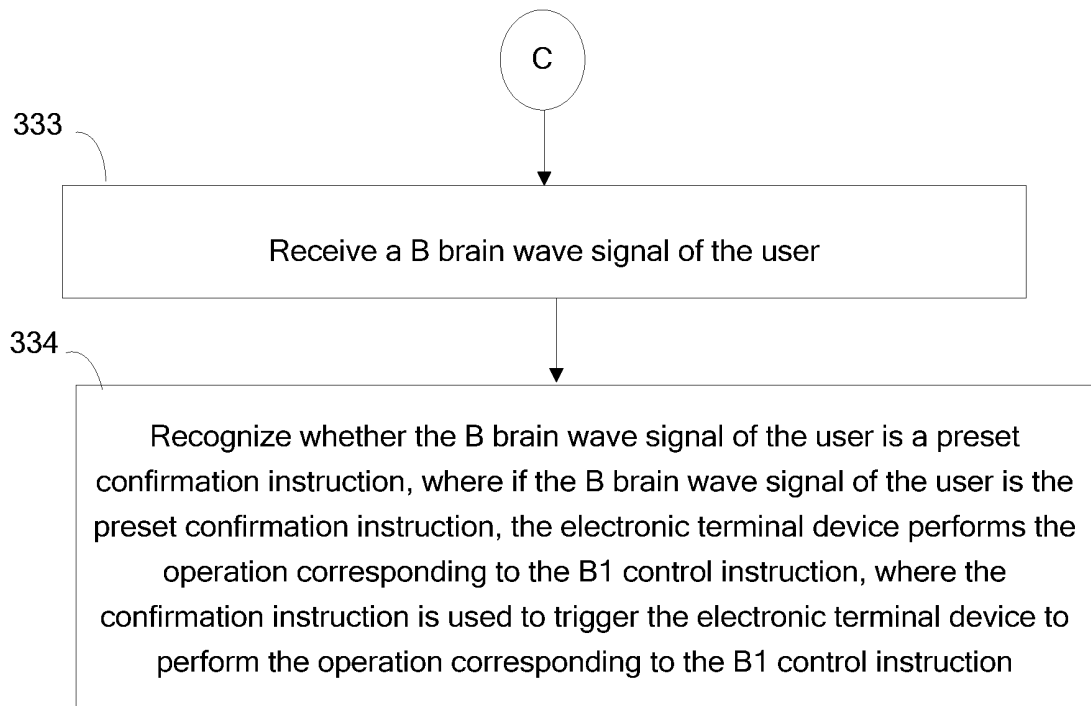 C
333
Receive a B brain wave signal of the user
334
Recognize whether the B brain wave signal of the user is a preset
confirmation instruction, where if the B brain wave signal of the user is the
preset confirmation instruction, the electronic terminal device performs the
operation corresponding to the B1 control instruction, where the
confirmation instruction is used to trigger the electronic terminal device to
perform the operation corresponding to the B1 control instruction